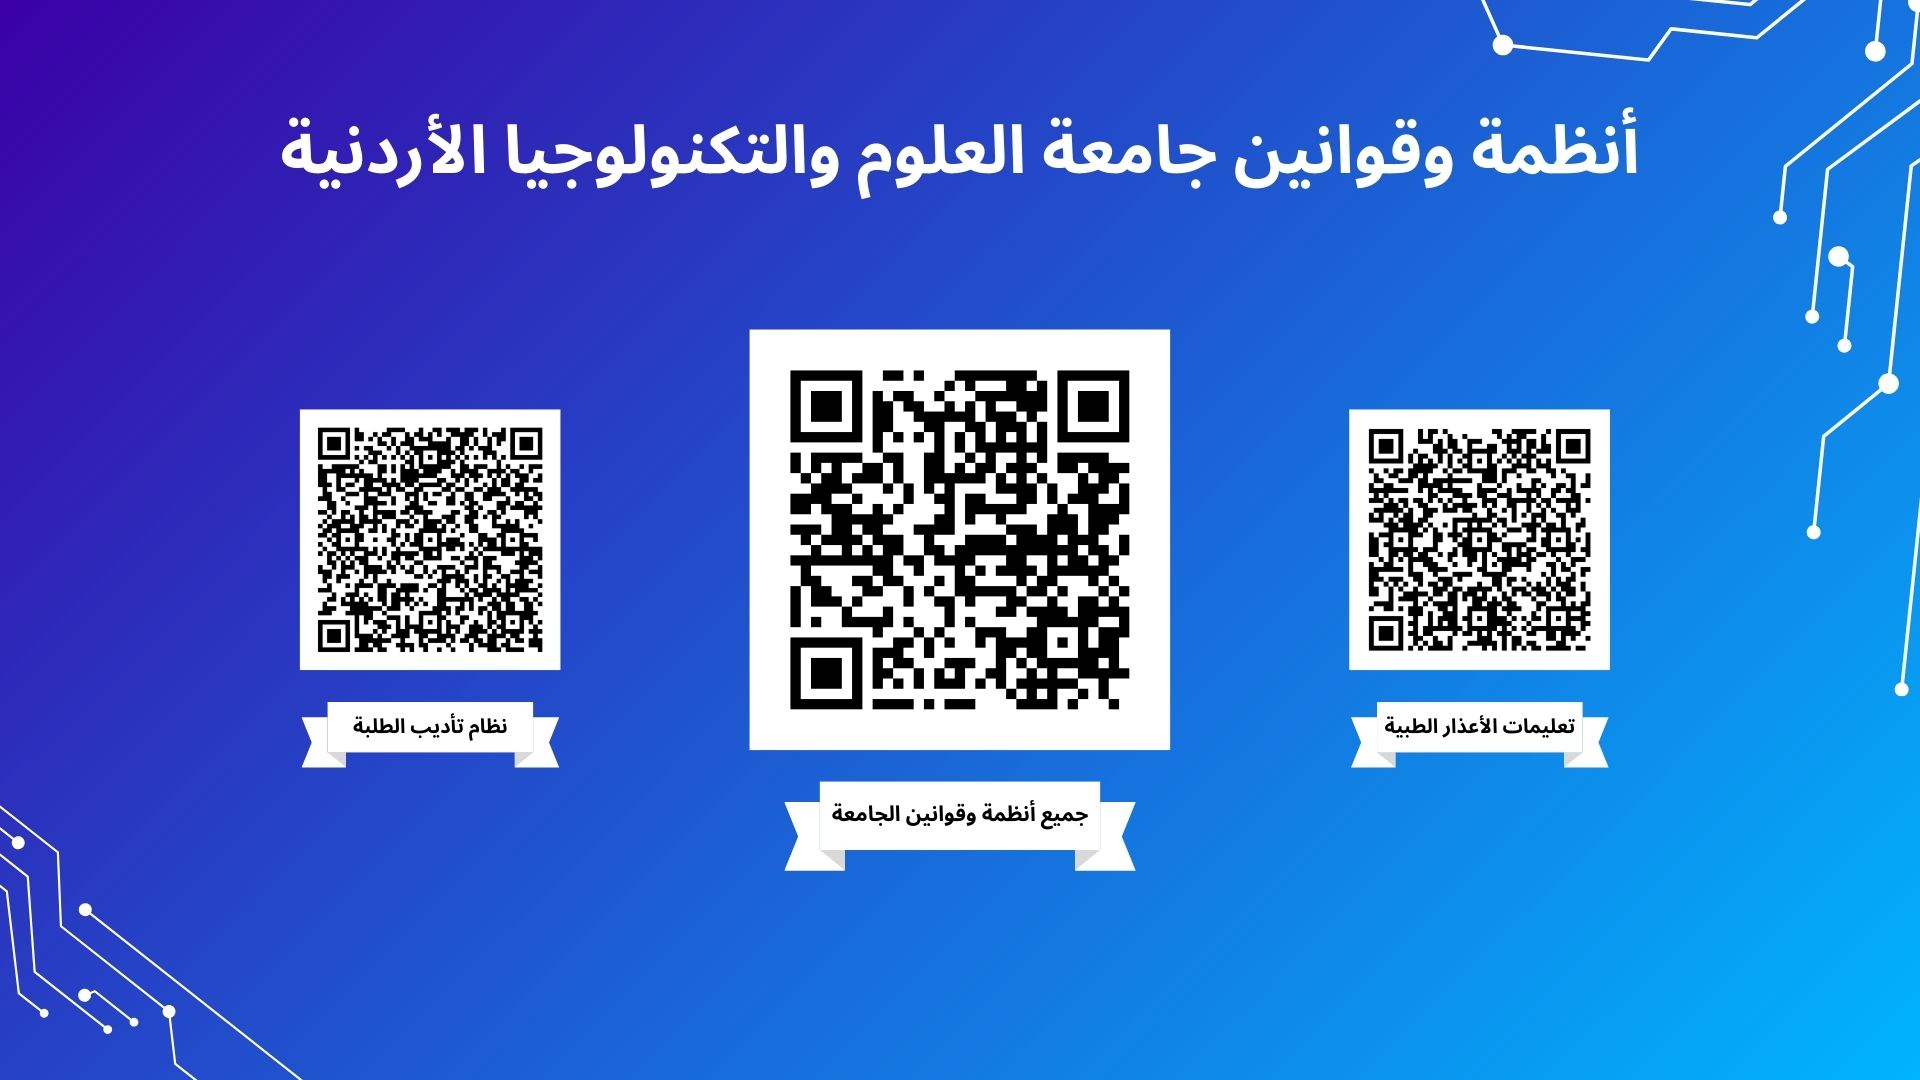 أنظمة وقوانين جامعة العلوم والتكنولوجيا الأردنية
تعليمات الأعذار الطبية
جميع أنظمة وقوانين الجامعة
نظام تأديب الطلبة